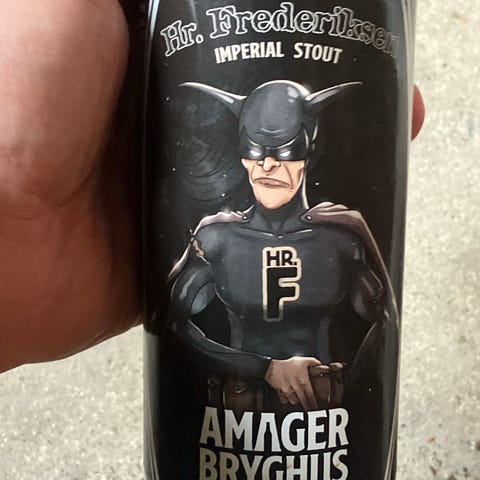 Hr. Frederiksen
IMPERIAL STOUT
HR.
F
AMAGER
BRYGHUS